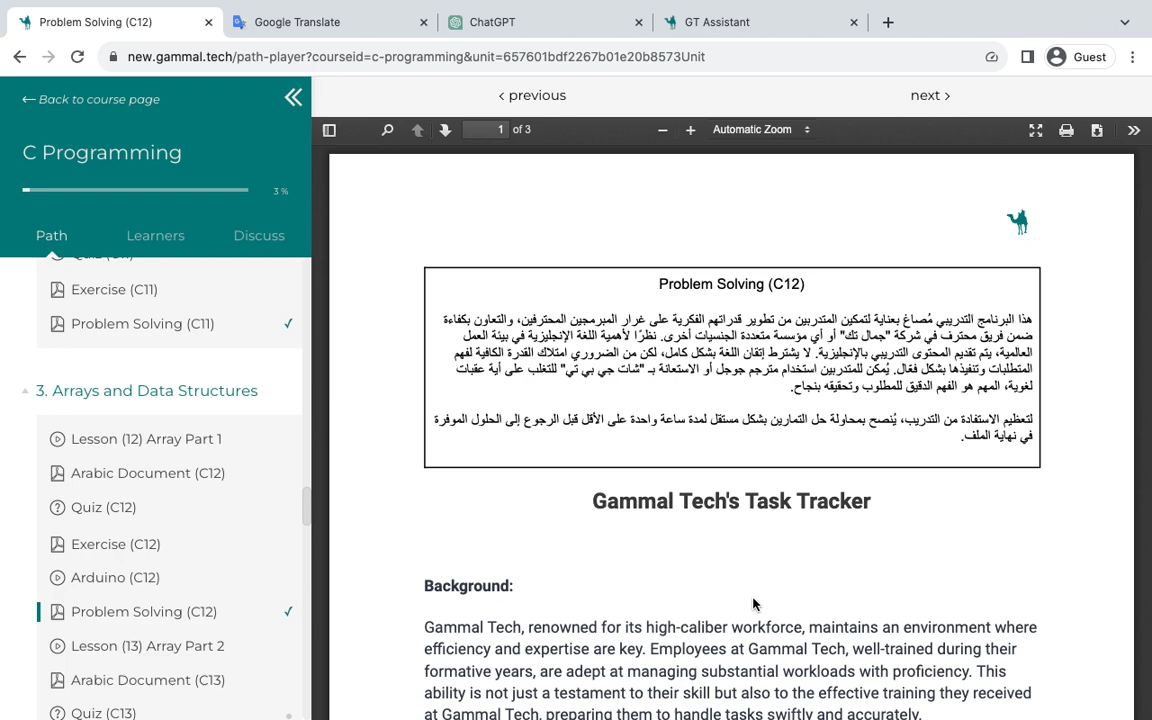 Problem Solving (C12)
Google Translate
ChatGPT
GT Assistant
new.gammal.tech/path-player?courseid=c-programming&unit=657601bdf2267b01e20b8573Unit
Guest
Back to course page
C Programming
3 %
Path
Learners
Discuss
Exercise (C11)
Problem Solving (C11)
3. Arrays and Data Structures
Lesson (12) Array Part 1
Arabic Document (C12)
Quiz (C12)
Exercise (C12)
Arduino (C12)
Problem Solving (C12)
Lesson (13) Array Part 2
Arabic Document (C13)
Quiz (C13)
previous
next
1 of 3
Automatic Zoom
Problem Solving (C12)
هذا البرنامج التدريبي مُصاغ بعناية لتمكين المتدربين من تطوير قدراتهم الفكرية على غرار المبرمجين المحترفين، والتعاون بكفاءة
ضمن فريق محترف في شركة "جمال تك" أو أي مؤسسة متعددة الجنسيات أخرى. نظرًا لأهمية اللغة الإنجليزية في بيئة العمل
العالمية، يتم تقديم المحتوى التدريبي بالإنجليزية. لا يشترط إتقان اللغة بشكل كامل، لكن من الضروري امتلاك القدرة الكافية لفهم
المتطلبات وتنفيذها بشكل فعّال. يُمكن للمتدربين استخدام مترجم جوجل أو الاستعانة بـ "شات جي بي تي" للتغلب على أية عقبات
لغوية، المهم هو الفهم الدقيق للمطلوب وتحقيقه بنجاح.
لتعظيم الاستفادة من التدريب، يُنصح بمحاولة حل التمارين بشكل مستقل لمدة ساعة واحدة على الأقل قبل الرجوع إلى الحلول الموفرة
في نهاية الملف.
Gammal Tech's Task Tracker
Background:
Gammal Tech, renowned for its high-caliber workforce, maintains an environment where
efficiency and expertise are key. Employees at Gammal Tech, well-trained during their
formative years, are adept at managing substantial workloads with proficiency. This
ability is not just a testament to their skill but also to the effective training they received
at Gammal Tech, preparing them to handle tasks swiftly and accurately.